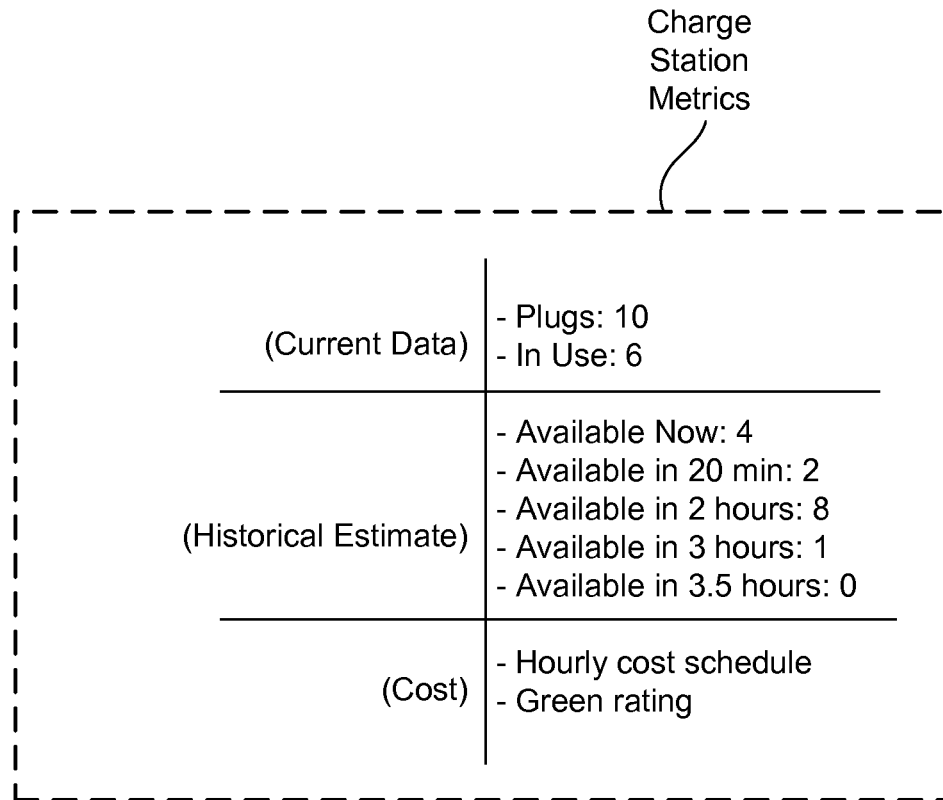 Charge
Station
Metrics
(Current Data)
- Plugs: 10
- In Use: 6
(Historical Estimate)
- Available Now: 4
- Available in 20 min: 2
- Available in 2 hours: 8
- Available in 3 hours: 1
- Available in 3.5 hours: 0
(Cost)
- Hourly cost schedule
- Green rating